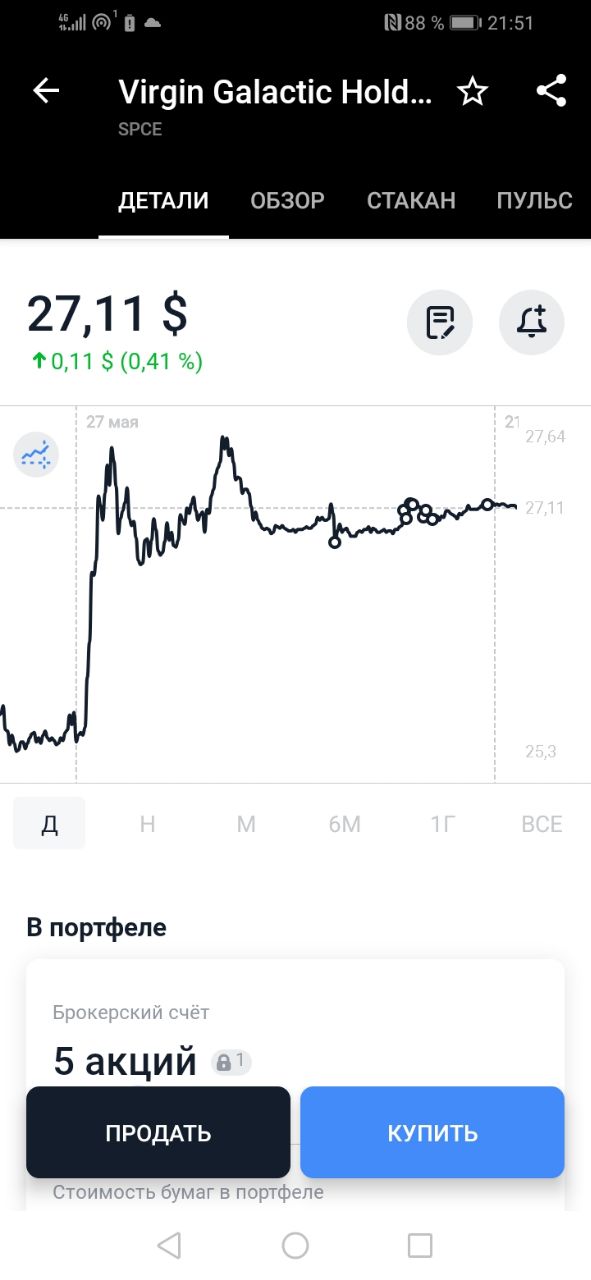 4G 1 88 % 21:51
Virgin Galactic Hold...
SPCE
ДЕТАЛИ ОБЗОР СТАКАН ПУЛЬС
27,11 $
0,11 $ (0,41 %)
27 мая 21
27,64
27,11
25,3
Д Н М 6М 1Г ВСЕ
В портфеле
Брокерский счёт
5 акций 1
ПРОДАТЬ КУПИТЬ
Стоимость бумаг в портфеле